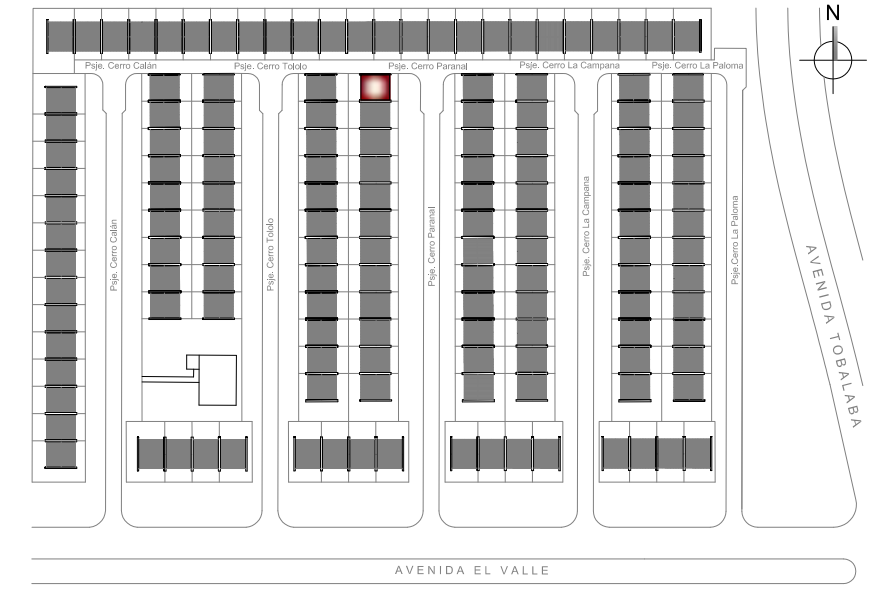 N
Psje. Cerro Calán
Psje. Cerro Tololo
Psje. Cerro Paranal
Psje. Cerro La Campana
Psje. Cerro La Paloma
Psje. Cerro Calán
Psje. Cerro Tololo
Psje. Cerro Paranal
Psje. Cerro La Campana
Psje.Cerro La Paloma
AVENIDA TOBALABA
AVENIDA EL VALLE